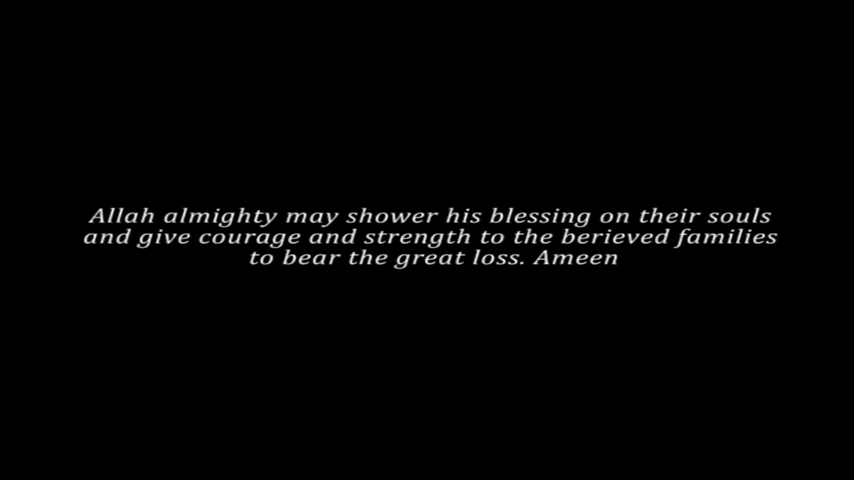 Allah almighty may shower his blessing on their souls
and give courage and strength to the berieved families
to bear the great loss. Ameen